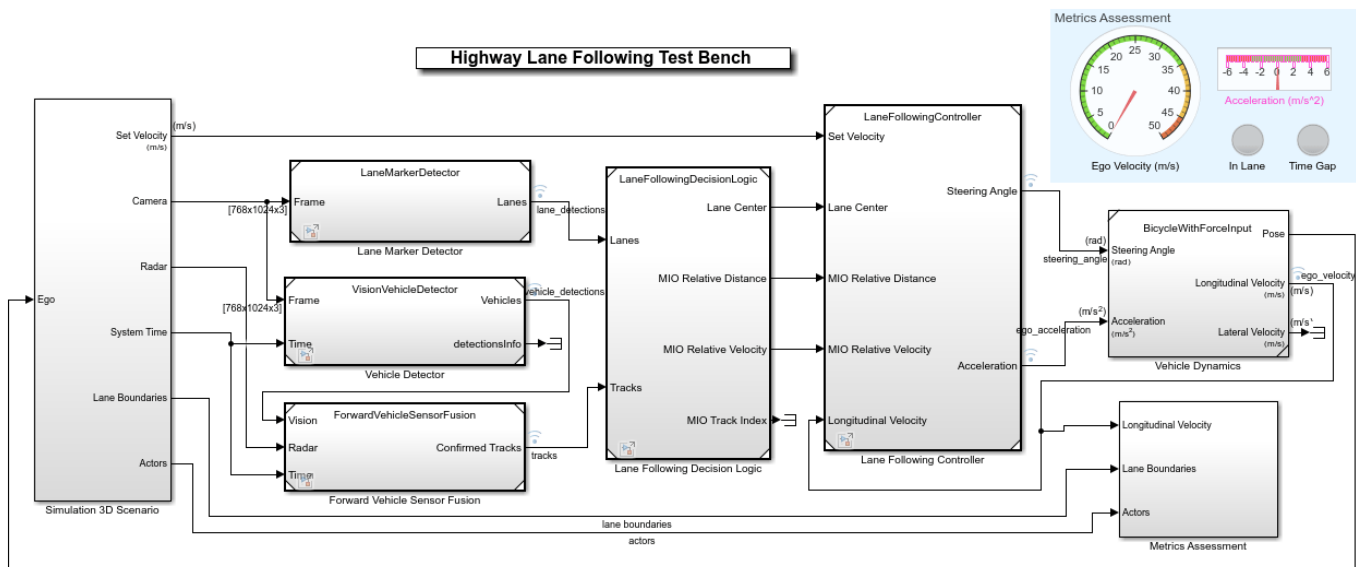 Metrics Assessment
Highway Lane Following Test Bench
0
10
15
20
25
30
35
40
45
50
Ego Velocity (m/s)
-6 -4 -2 0 2 4 6
Acceleration (m/s^2)
In Lane
Time Gap
Ego
Set Velocity
(m/s)
Camera
Radar
System Time
Lane Boundaries
Actors
Simulation 3D Scenario
(m/s)
[768x1024x3]
[768x1024x3]
LaneMarkerDetector
Frame
Lanes
Lane Marker Detector
lane_detections
VisionVehicleDetector
Frame
Time
Vehicles
detectionsInfo
Vehicle Detector
vehicle_detections
ForwardVehicleSensorFusion
Vision
Radar
Time
Confirmed Tracks
Forward Vehicle Sensor Fusion
tracks
LaneFollowingDecisionLogic
Lanes
Tracks
Lane Center
MIO Relative Distance
MIO Relative Velocity
MIO Track Index
Lane Following Decision Logic
LaneFollowingController
Set Velocity
Lane Center
MIO Relative Distance
MIO Relative Velocity
Longitudinal Velocity
Steering Angle
Acceleration
Lane Following Controller
(rad)
steering_angle
(m/s²)
ego_acceleration
BicycleWithForceInput
Steering Angle
(rad)
Acceleration
(m/s²)
Pose
Longitudinal Velocity
(m/s)
Lateral Velocity
(m/s)
Vehicle Dynamics
ego_velocity
(m/s)
(m/s
Longitudinal Velocity
Lane Boundaries
Actors
Metrics Assessment
lane boundaries
actors